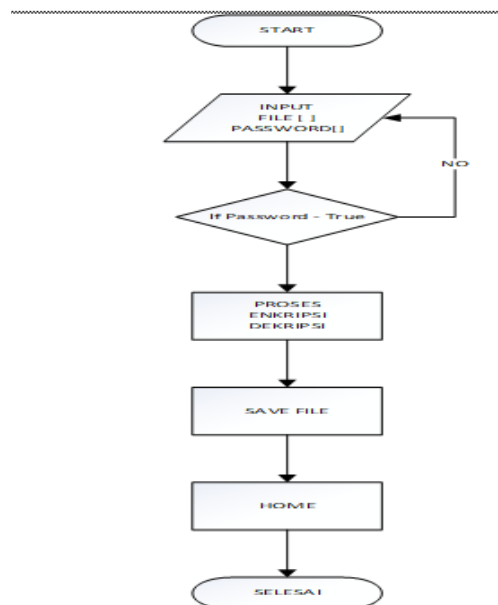 START
INPUT
FILE [ ]
PASSWORD[]
NO
If Password - True
PROSES
ENKRIPSI
DEKRIPSI
SAVE FILE
HOME
SELESAI